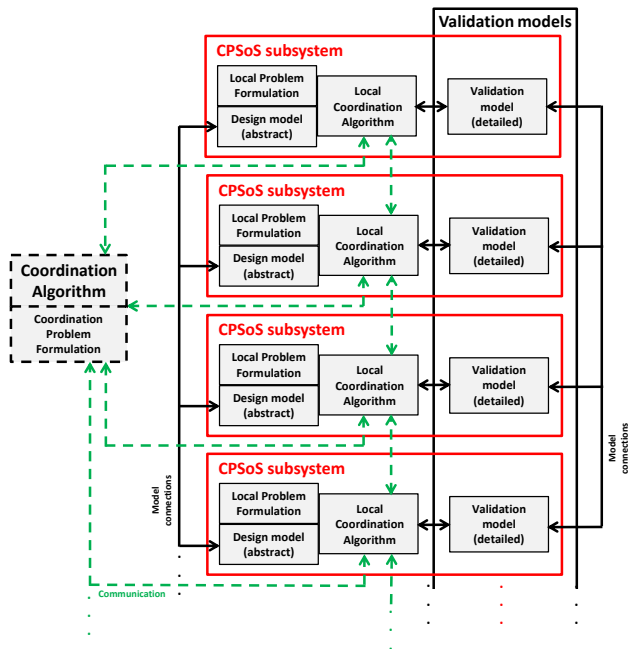 Validation models
CPSoS subsystem
Local Problem
Formulation
Design model
(abstract)
Local
Coordination
Algorithm
Validation
model
(detailed)
CPSoS subsystem
Local Problem
Formulation
Design model
(abstract)
Local
Coordination
Algorithm
Validation
model
(detailed)
Coordination
Algorithm
Coordination
Problem
Formulation
CPSoS subsystem
Local Problem
Formulation
Design model
(abstract)
Local
Coordination
Algorithm
Validation
model
(detailed)
Model
connections
CPSoS subsystem
Local Problem
Formulation
Design model
(abstract)
Local
Coordination
Algorithm
Validation
model
(detailed)
Model
connections
Communication